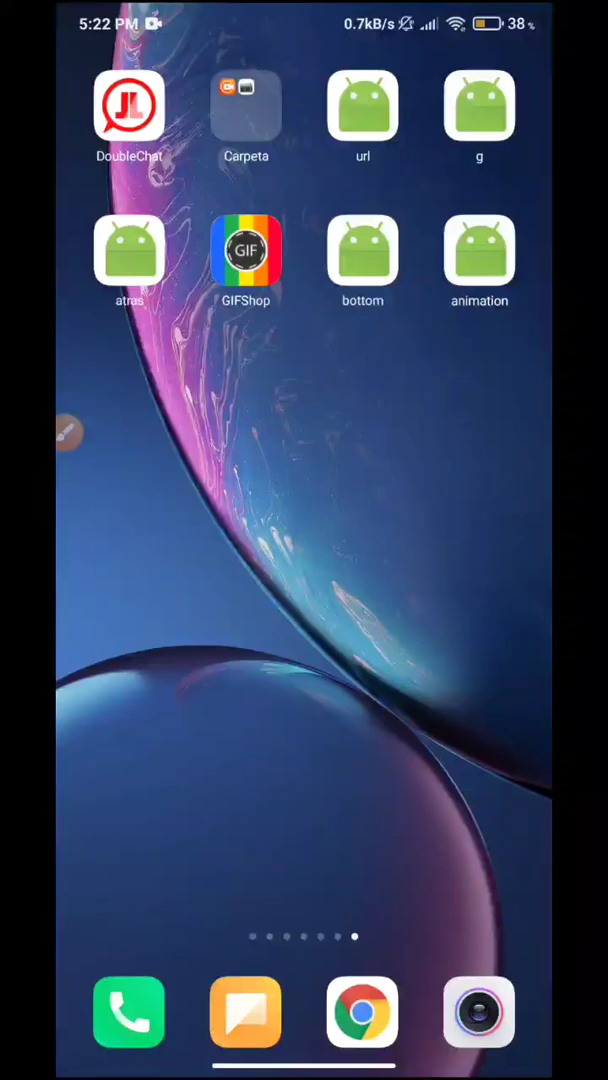 5:22 PM 0.7kB/s 38%
JL
DoubleChat Carpeta url g
GIF
atras GIFShop bottom animation